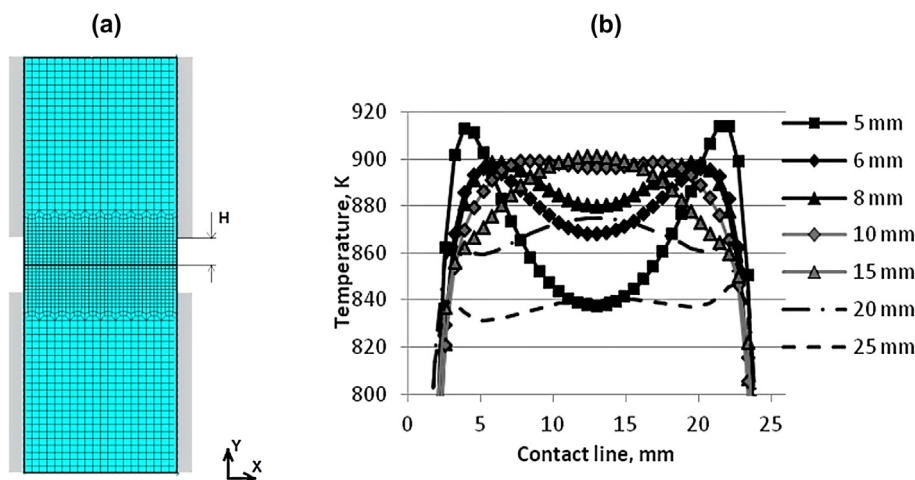 (a)
H
Y
X
(b)
Temperature, K
920
900
880
860
840
820
800
0 5 10 15 20 25
Contact line, mm
5 mm
6 mm
8 mm
10 mm
15 mm
20 mm
25 mm